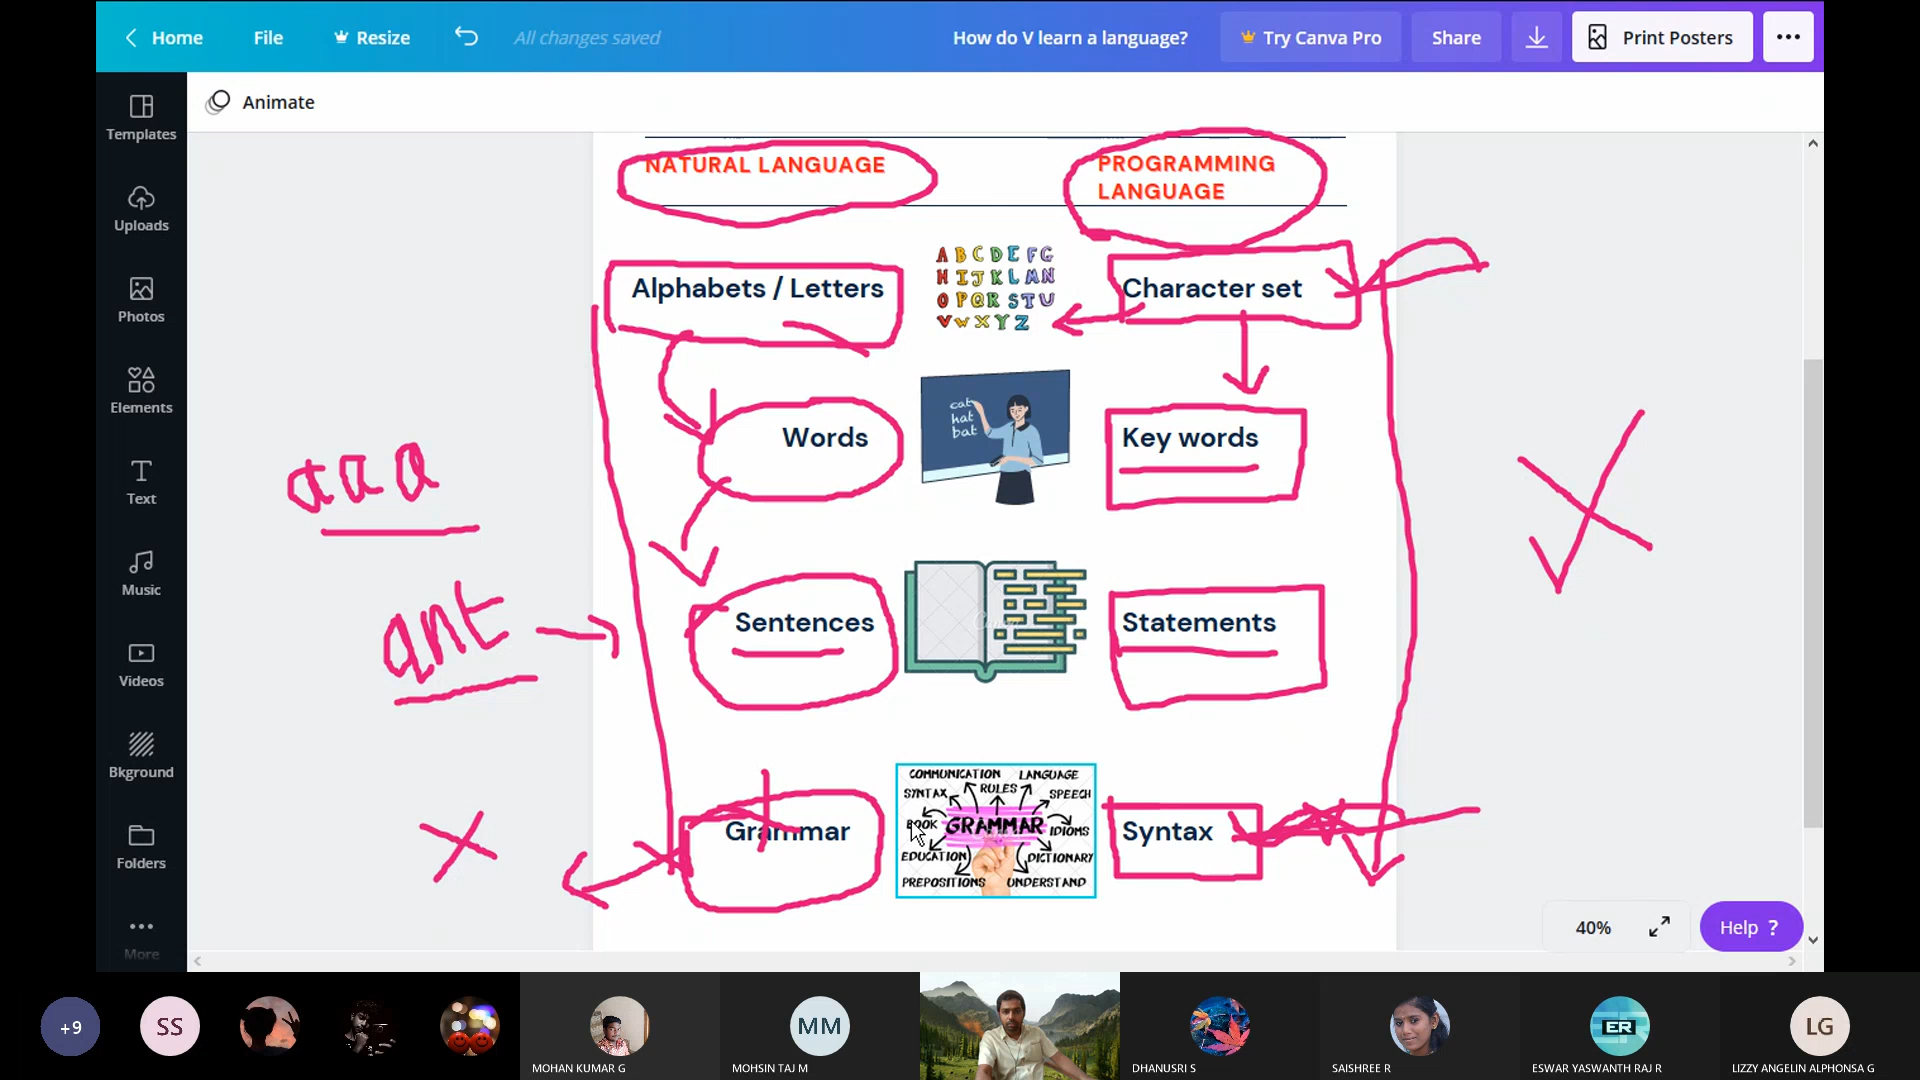 Home File Resize All changes saved How do V learn a language? Try Canva Pro Share Print Posters
Animate
Templates
Uploads
Photos
Elements
Text
Music
Videos
Bkground
Folders
More
NATURAL LANGUAGE
PROGRAMMING
LANGUAGE
Alphabets / Letters
A B C D E F G
H I J K L M N
O P Q R S T U
V W X Y Z
Character set
Words
cat
hat
bat
Key words
aaa
ant
Sentences
Statements
Grammar
COMMUNICATION LANGUAGE
SYNTAX RULES SPEECH
BOOK GRAMMAR IDIOMS
EDUCATION DICTIONARY
PREPOSITIONS UNDERSTAND
Syntax
40%
Help ?
+9
SS
MOHAN KUMAR G
MM
MOHSIN TAJ M
DHANUSRI S
SAISHREE R
ER
ESWAR YASWANTH RAJ R
LG
LIZZY ANGELIN ALPHONSA G